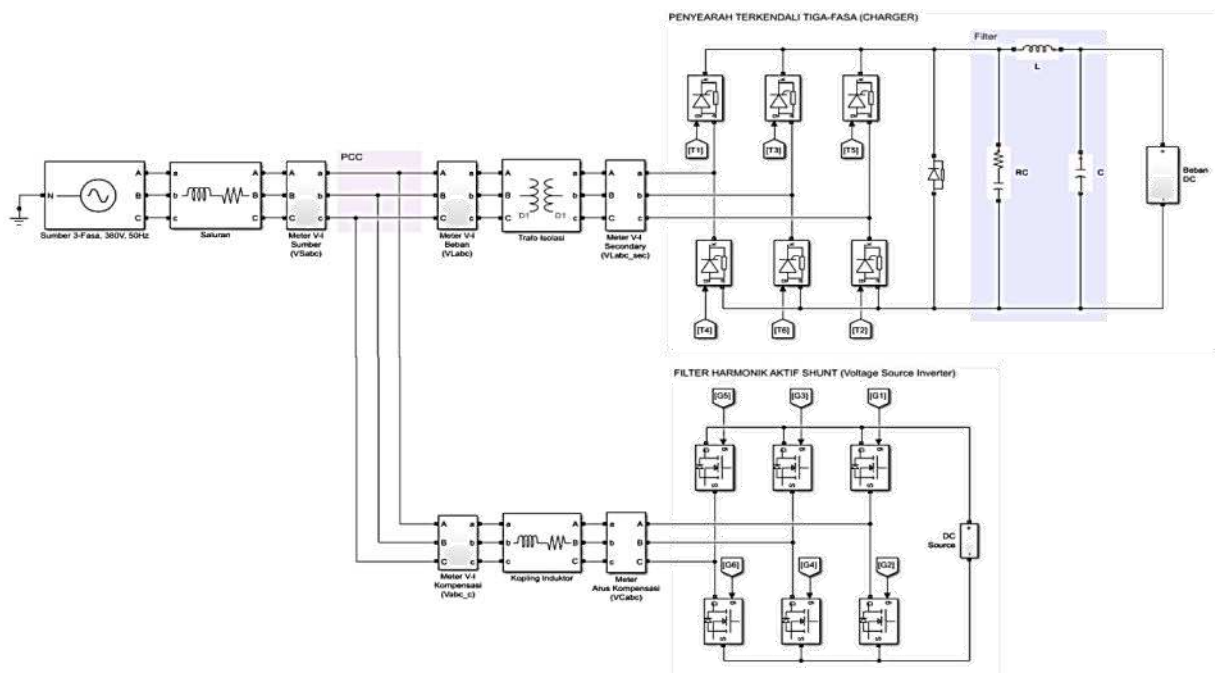 PENYEARAH TERKENDALI TIGA-FASA (CHARGER)
Filter
L
[T1]
[T3]
[T5]
RC
C
+
-
Beban
DC
PCC
N
A
B
C
Sumber 3-Fasa, 380V, 50Hz
a
b
c
A
B
C
Saluran
A
B
C
a
b
c
Meter V-I
Sumber
(VSabc)
A
B
C
a
b
c
Meter V-I
Beban
(VLabc)
A
B
C
a
b
c
D1
D1
Trafo Isolasi
A
B
C
a
b
c
Meter V-I
Secondary
(VLabc_sec)
[T4]
[T6]
[T2]
FILTER HARMONIK AKTIF SHUNT (Voltage Source Inverter)
[G5]
[G3]
[G1]
g
D
S
g
D
S
g
D
S
+
-
DC
Source
A
B
C
a
b
c
Meter V-I
Kompensasi
(Vabc_c)
a
b
c
A
B
C
Kopling Induktor
A
B
C
a
b
c
Meter
Arus Kompensasi
(VCabc)
[G6]
[G4]
[G2]
g
D
S
g
D
S
g
D
S